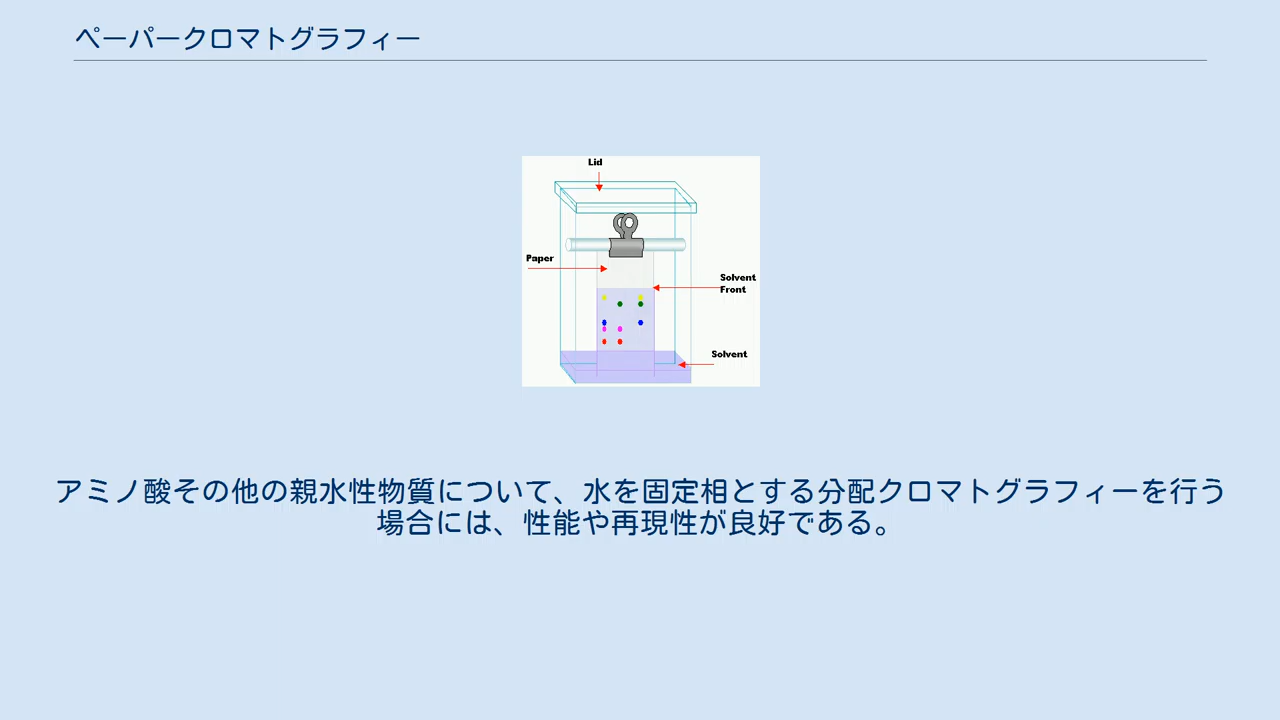 ペーパークロマトグラフィー
Lid
Paper
Solvent
Front
Solvent
アミノ酸その他の親水性物質について、水を固定相とする分配クロマトグラフィーを行う
場合には、性能や再現性が良好である。